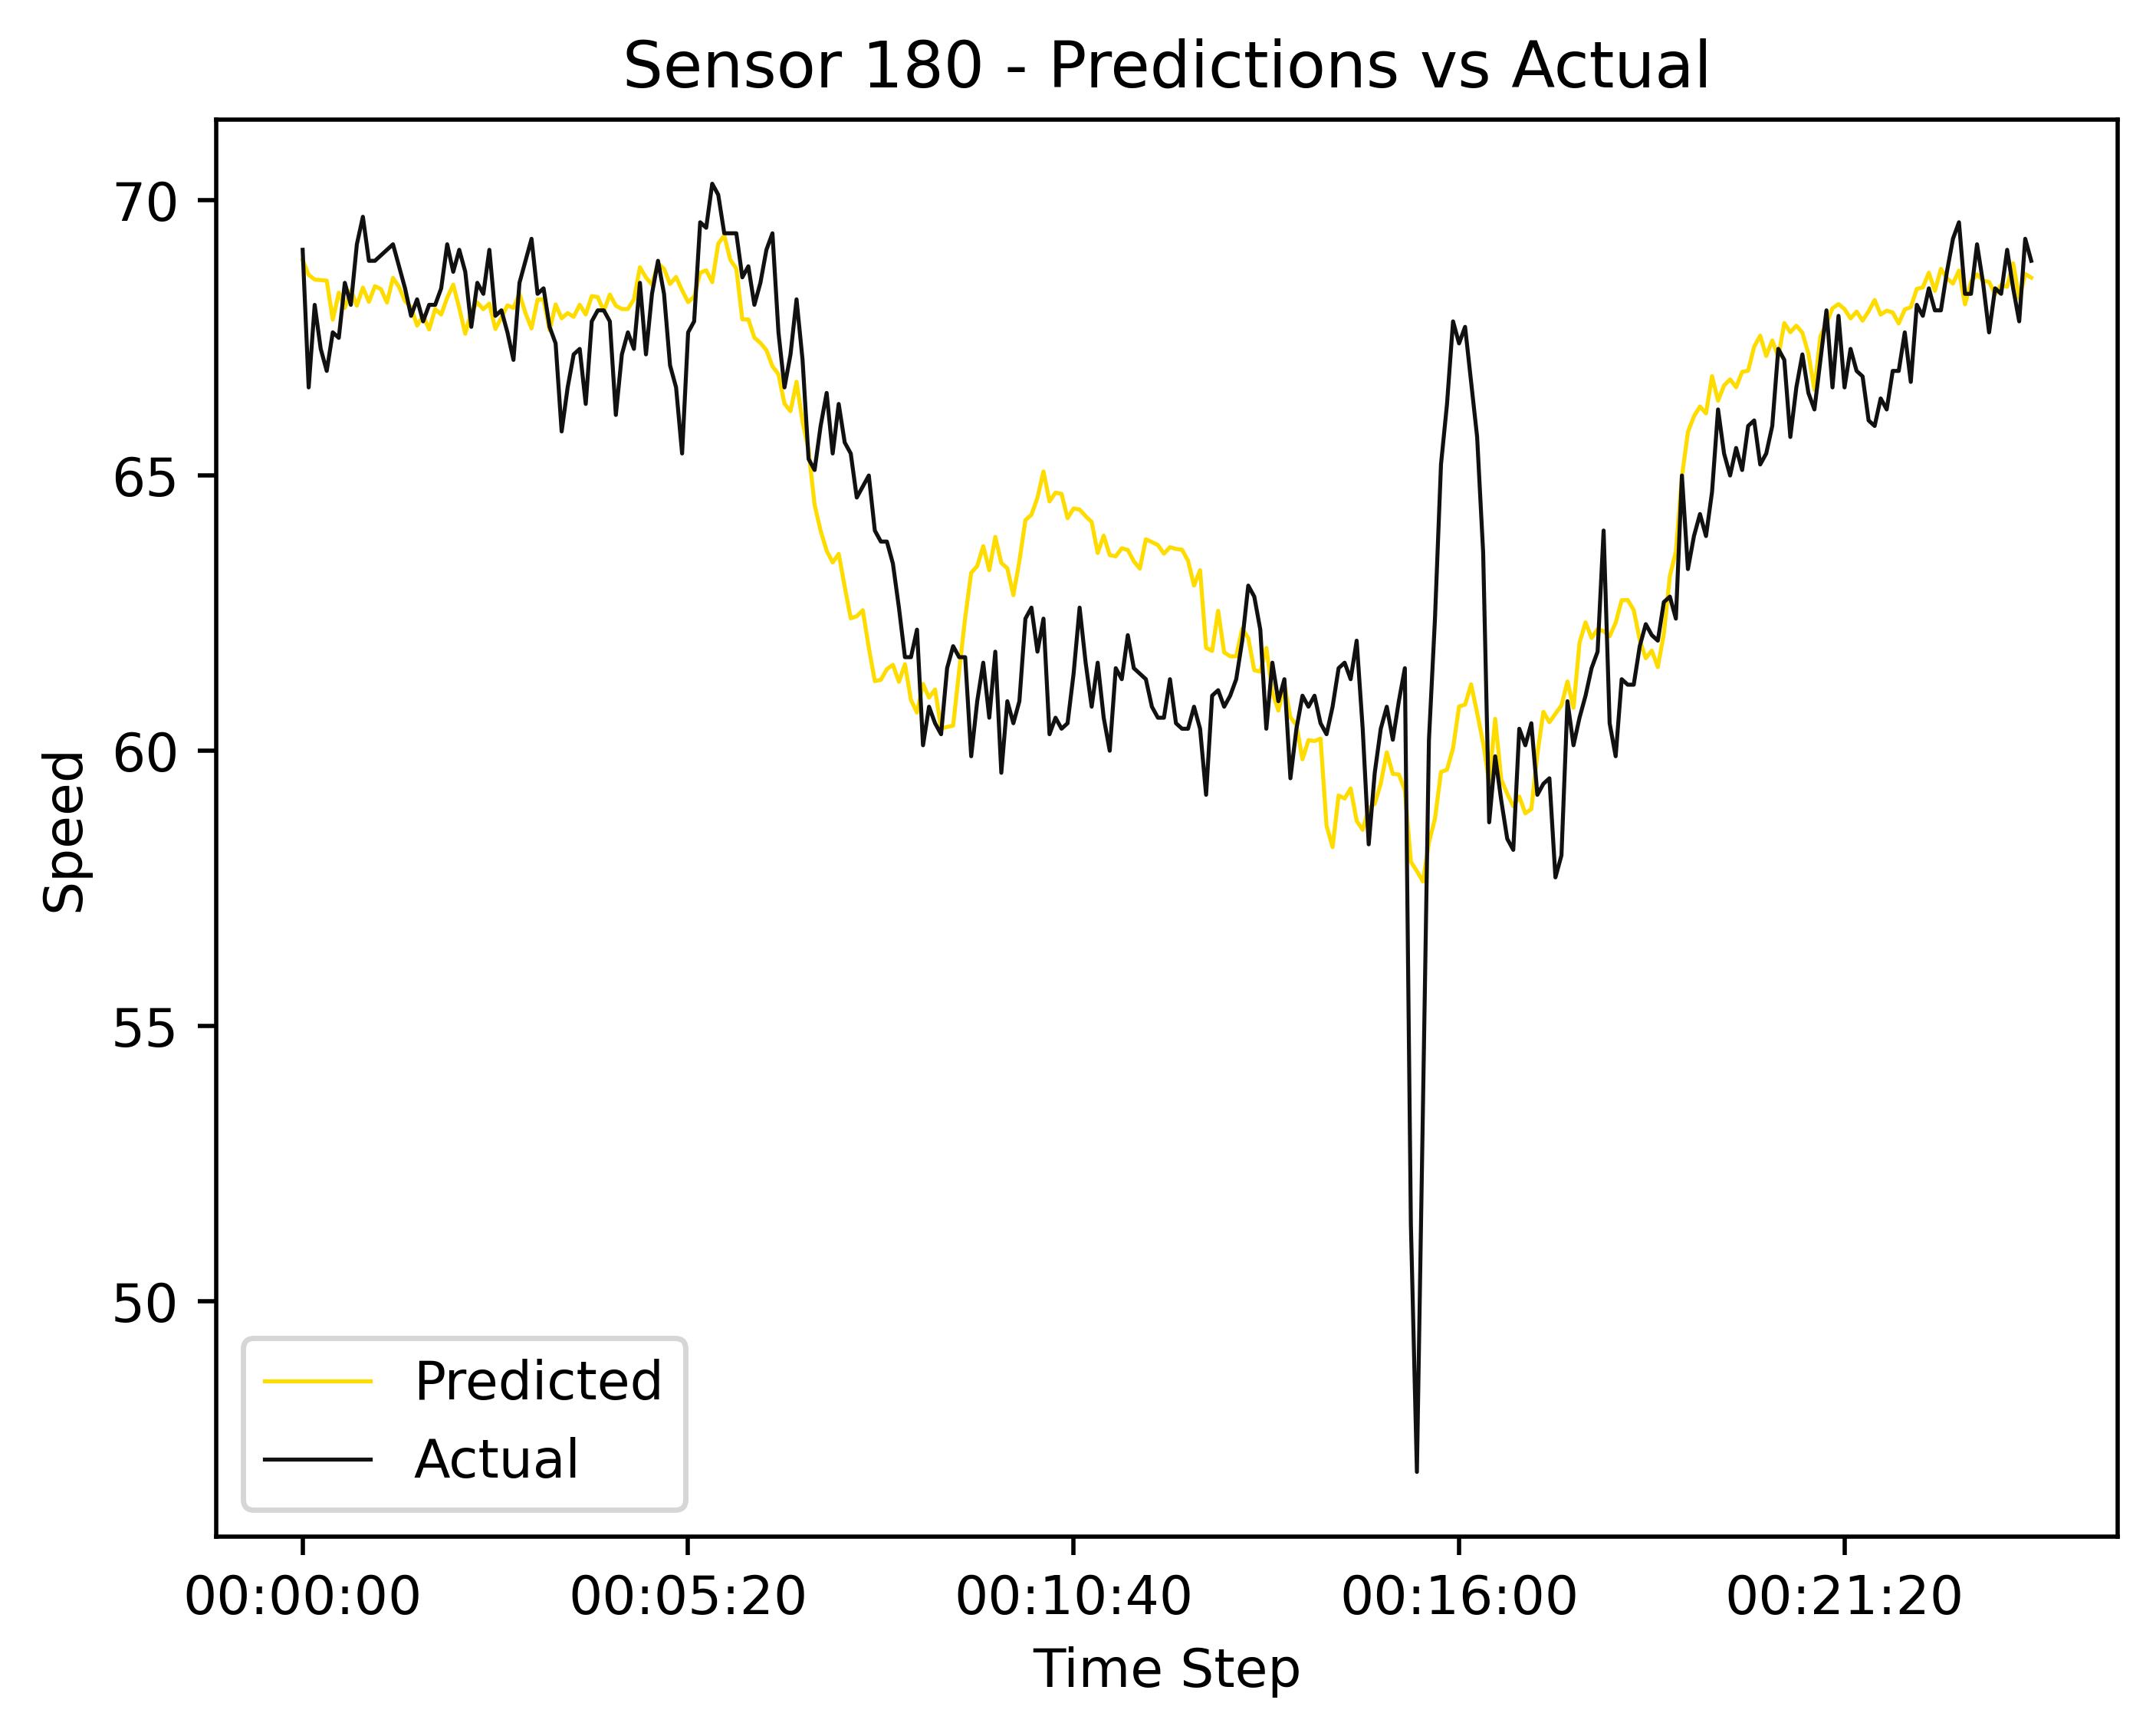 Sensor 180 - Predictions vs Actual
70
65
60
55
50
Speed
Predicted
Actual
00:00:00
00:05:20
00:10:40
00:16:00
00:21:20
Time Step